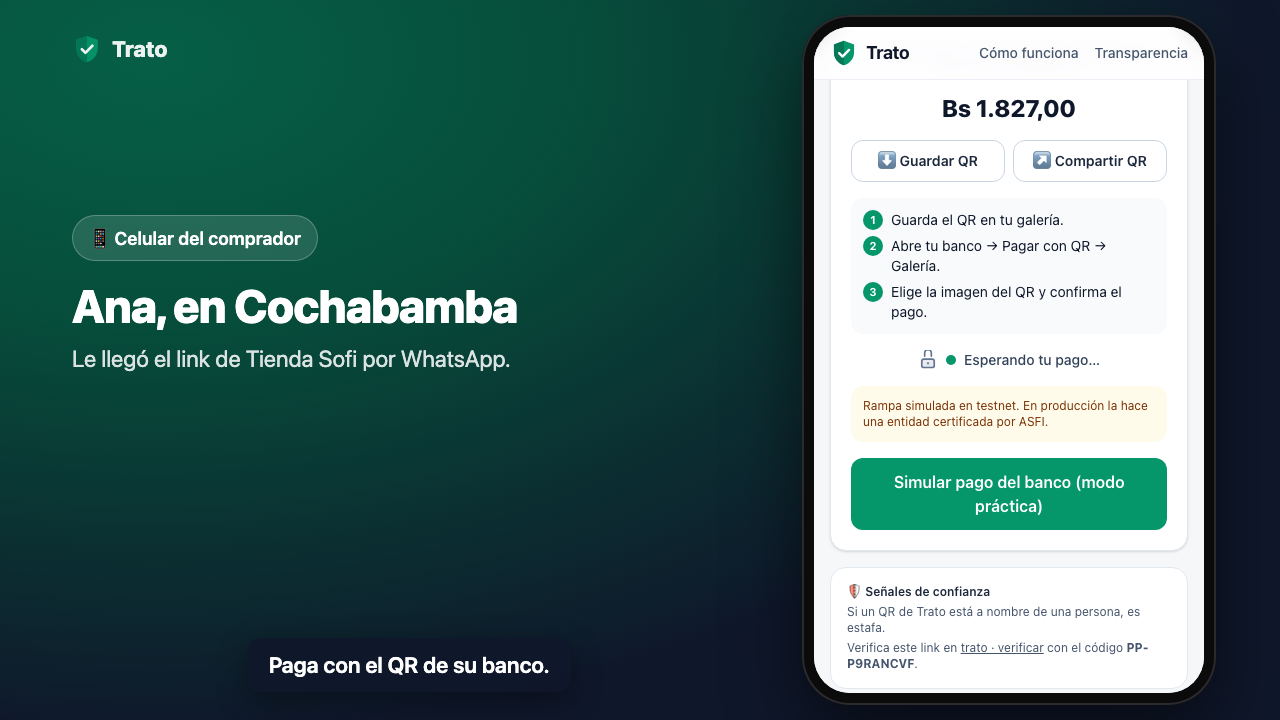 Trato
📱 Celular del comprador
Ana, en Cochabamba
Le llegó el link de Tienda Sofi por WhatsApp.
Paga con el QR de su banco.
Trato
Cómo funciona
Transparencia
Bs 1.827,00
⬇️ Guardar QR
↗️ Compartir QR
1 Guarda el QR en tu galería.
2 Abre tu banco → Pagar con QR →
Galería.
3 Elige la imagen del QR y confirma el
pago.
Esperando tu pago...
Rampa simulada en testnet. En producción la hace
una entidad certificada por ASFI.
Simular pago del banco (modo
práctica)
🛡️ Señales de confianza
Si un QR de Trato está a nombre de una persona, es
estafa.
Verifica este link en trato · verificar con el código PP-
P9RANCVF.